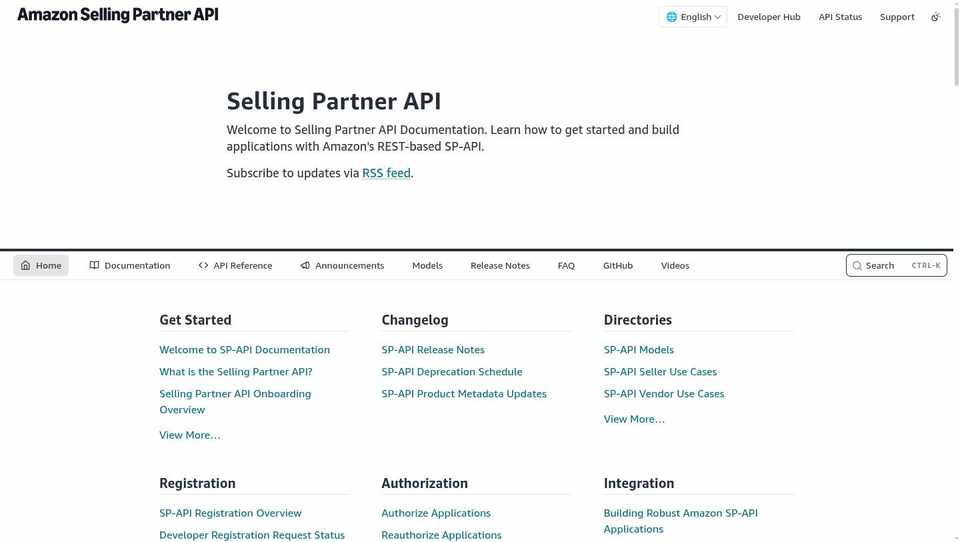 Amazon Selling Partner API
English
Developer Hub
API Status
Support
Selling Partner API
Welcome to Selling Partner API Documentation. Learn how to get started and build
applications with Amazon's REST-based SP-API.
Subscribe to updates via RSS feed.
Home
Documentation
API Reference
Announcements
Models
Release Notes
FAQ
GitHub
Videos
Search
CTRL-K
Get Started
Welcome to SP-API Documentation
What is the Selling Partner API?
Selling Partner API Onboarding
Overview
View More…
Changelog
SP-API Release Notes
SP-API Deprecation Schedule
SP-API Product Metadata Updates
Directories
SP-API Models
SP-API Seller Use Cases
SP-API Vendor Use Cases
View More…
Registration
SP-API Registration Overview
Developer Registration Request Status
Authorization
Authorize Applications
Reauthorize Applications
Integration
Building Robust Amazon SP-API
Applications